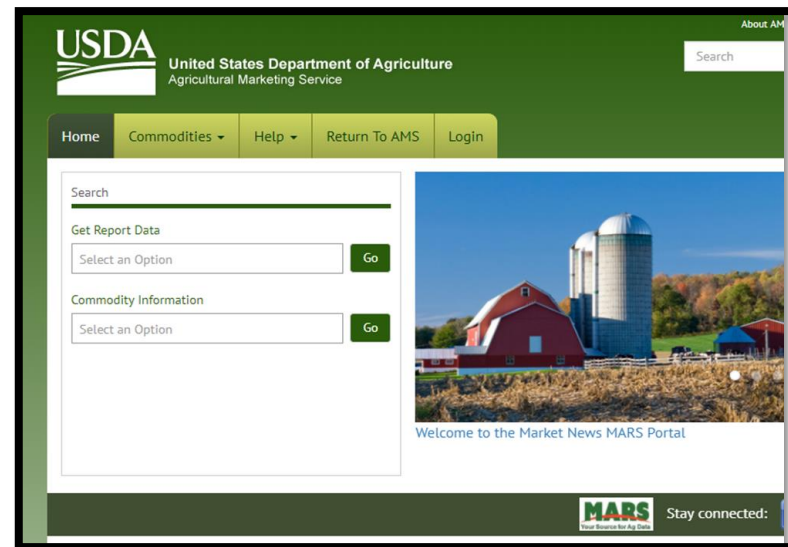 About AM
USDA
United States Department of Agriculture
Agricultural Marketing Service
Search
Home
Commodities
Help
Return To AMS
Login
Search
Get Report Data
Select an Option
Go
Commodity Information
Select an Option
Go
Welcome to the Market News MARS Portal
MARS
Your Source for Ag Data
Stay connected: